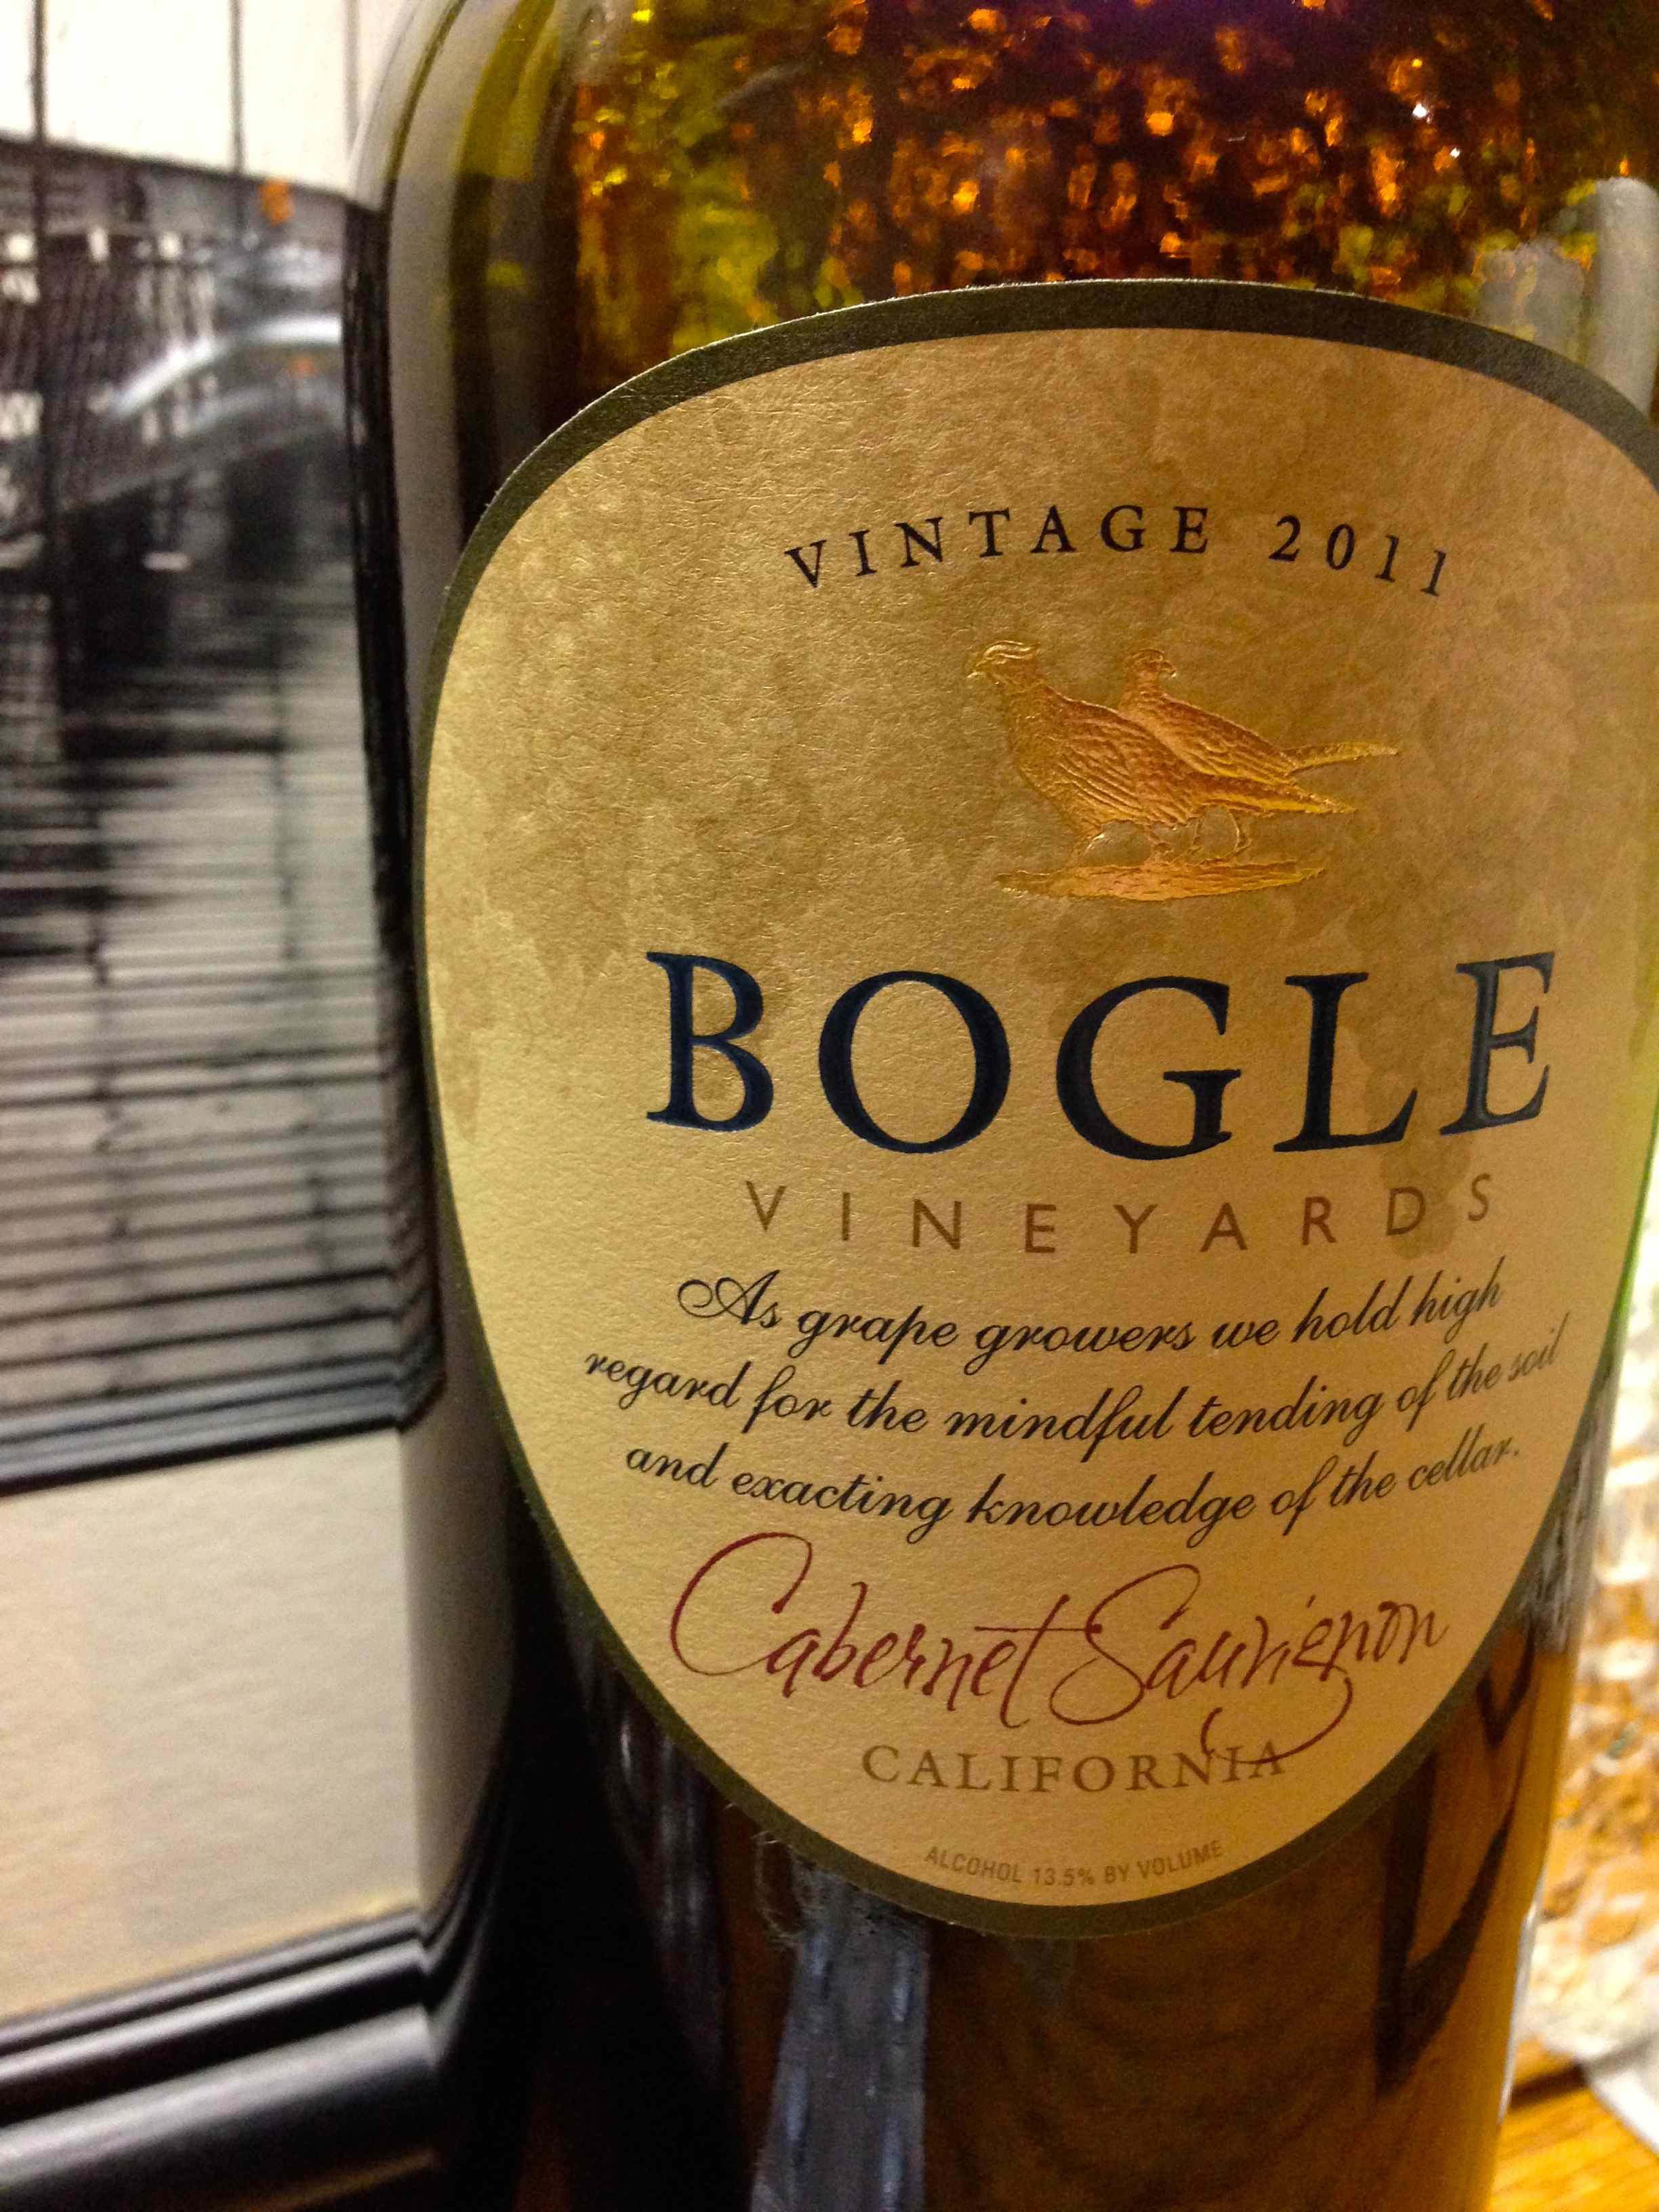 VINTAGE 2011
BOGLE
VINEYARDS
As grape growers we hold high
regard for the mindful tending of the soil
and exacting knowledge of the cellar.
Cabernet Sauvignon
CALIFORNIA
ALCOHOL 13.5% BY VOLUME